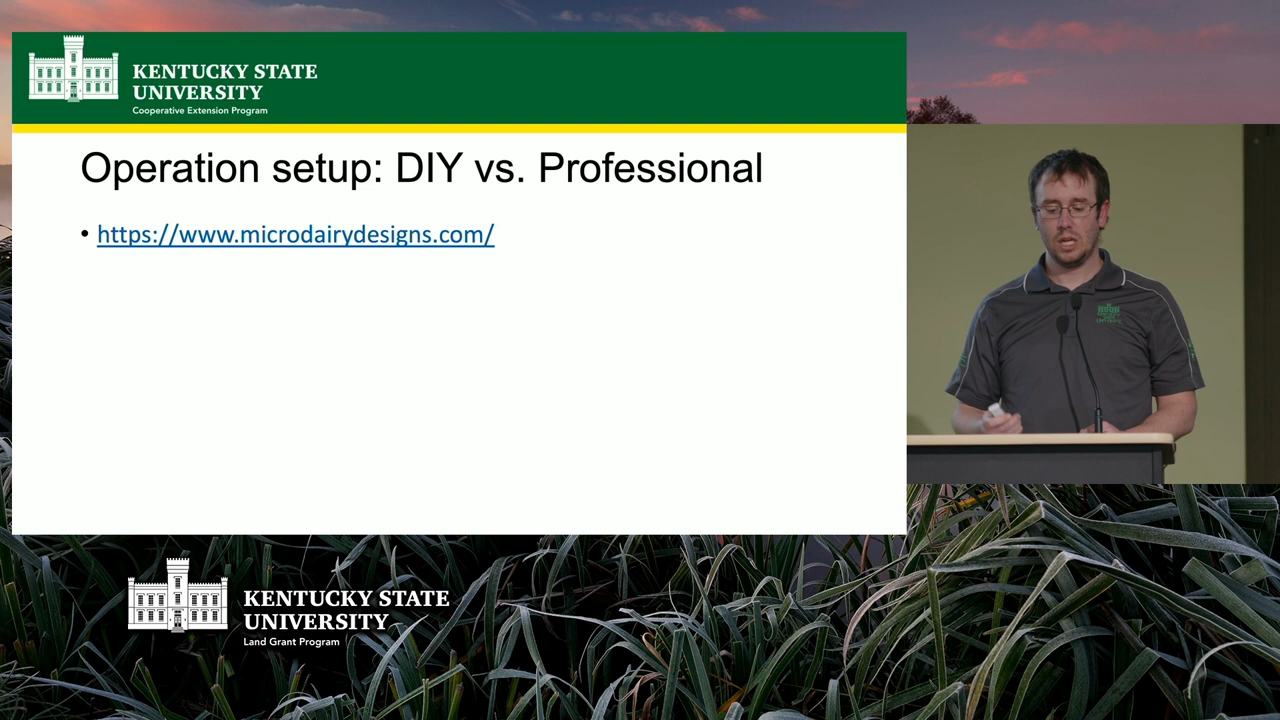 KENTUCKY STATE
UNIVERSITY
Cooperative Extension Program
Operation setup: DIY vs. Professional
• https://www.microdairydesigns.com/
KENTUCKY STATE
UNIVERSITY
Land Grant Program